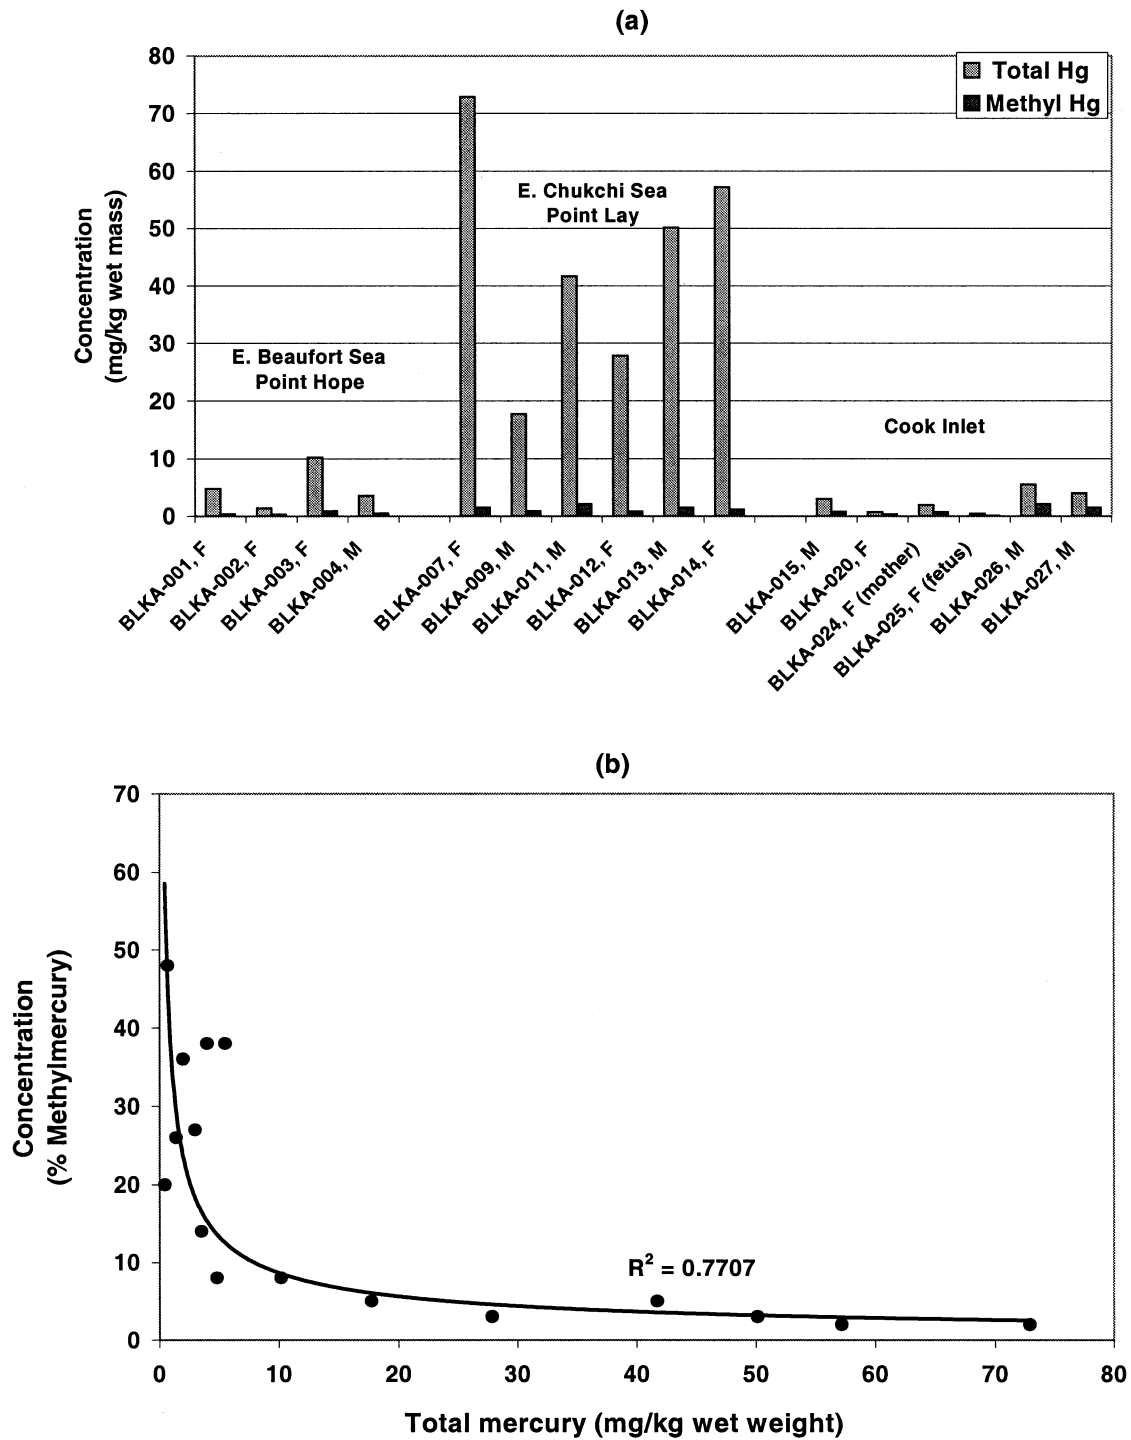 (a)
80
70
60
50
40
30
20
10
0
Concentration
(mg/kg wet mass)
Total Hg
Methyl Hg
E. Beaufort Sea
Point Hope
E. Chukchi Sea
Point Lay
Cook Inlet
BLKA-001, F
BLKA-002, F
BLKA-003, F
BLKA-004, M
BLKA-007, F
BLKA-009, M
BLKA-011, M
BLKA-012, F
BLKA-013, M
BLKA-014, F
BLKA-015, M
BLKA-020, F
BLKA-024, F (mother)
BLKA-025, F (fetus)
BLKA-026, M
BLKA-027, M
(b)
70
60
50
40
30
20
10
0
Concentration
(% Methylmercury)
R² = 0.7707
0 10 20 30 40 50 60 70 80
Total mercury (mg/kg wet weight)